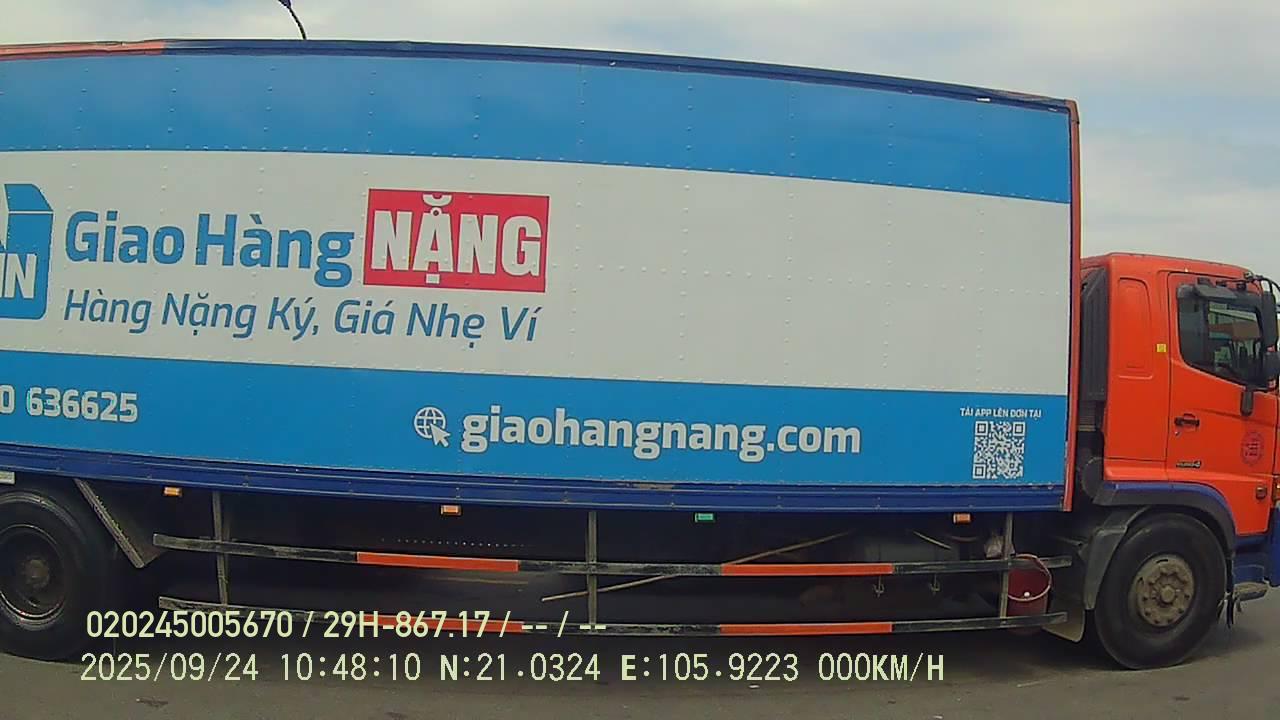 IN
Giao Hàng NẶNG
Hàng Nặng Ký, Giá Nhẹ Ví
0 636625
giaohangnang.com
TẢI APP LÊN ĐƠN TẠI
020245005670 / 29H-867.17 / -- / --
2025/09/24 10:48:10 N:21.0324 E:105.9223 000KM/H